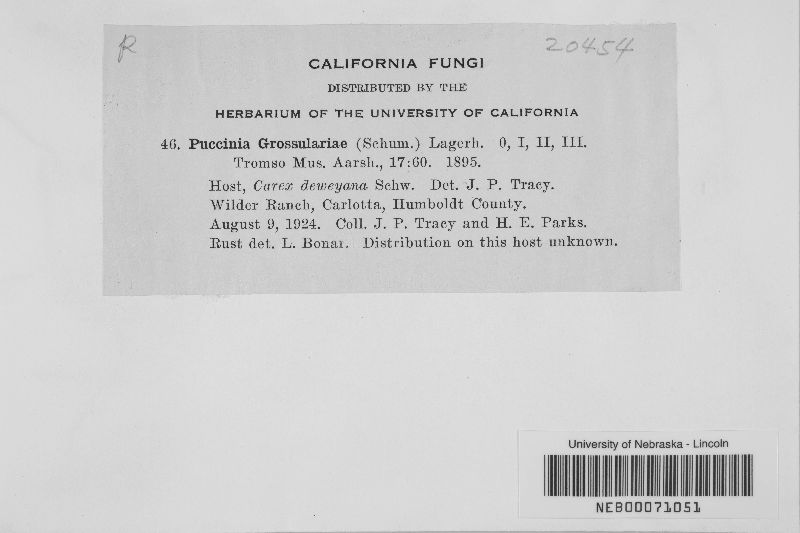 R 20454
CALIFORNIA FUNGI
DISTRIBUTED BY THE
HERBARIUM OF THE UNIVERSITY OF CALIFORNIA
46. Puccinia Grossulariae (Schum.) Lagerh. 0, I, II, III.
Tromso Mus. Aarsh., 17:60. 1895.
Host, Carex deweyana Schw. Det. J. P. Tracy.
Wilder Ranch, Carlotta, Humboldt County.
August 9, 1924. Coll. J. P. Tracy and H. E. Parks.
Rust det. L. Bonar. Distribution on this host unknown.
University of Nebraska - Lincoln
NEB00071051